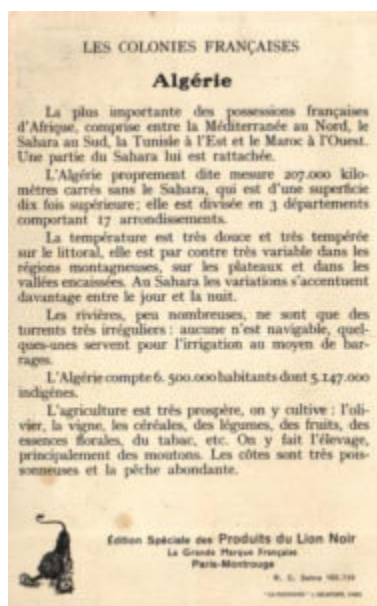 LES COLONIES FRANÇAISES
Algérie
La plus importante des possessions françaises
d'Afrique, comprise entre la Méditerranée au Nord, le
Sahara au Sud, la Tunisie à l'Est et le Maroc à l'Ouest.
Une partie du Sahara lui est rattachée.
L'Algérie proprement dite mesure 207.000 kilo-
mètres carrés sans le Sahara, qui est d'une superficie
dix fois supérieure; elle est divisée en 3 départements
comportant 17 arrondissements.
La température est très douce et très tempérée
sur le littoral, elle est par contre très variable dans les
régions montagneuses, sur les plateaux et dans les
vallées encaissées. Au Sahara les variations s'accentuent
davantage entre le jour et la nuit.
Les rivières, peu nombreuses, ne sont que des
torrents très irréguliers : aucune n'est navigable, quel-
ques-unes servent pour l'irrigation au moyen de bar-
rages.
L'Algérie compte 6. 500.000 habitants dont 5.147.000
indigènes.
L'agriculture est très prospère, on y cultive : l'oli-
vier, la vigne, les céréales, des légumes, des fruits, des
essences florales, du tabac, etc. On y fait l'élevage,
principalement des moutons. Les côtes sont très pois-
sonneuses et la pêche abondante.
Édition Spéciale des Produits du Lion Noir
La Grande Marque Française
Paris-Montrouge
R. C. Seine